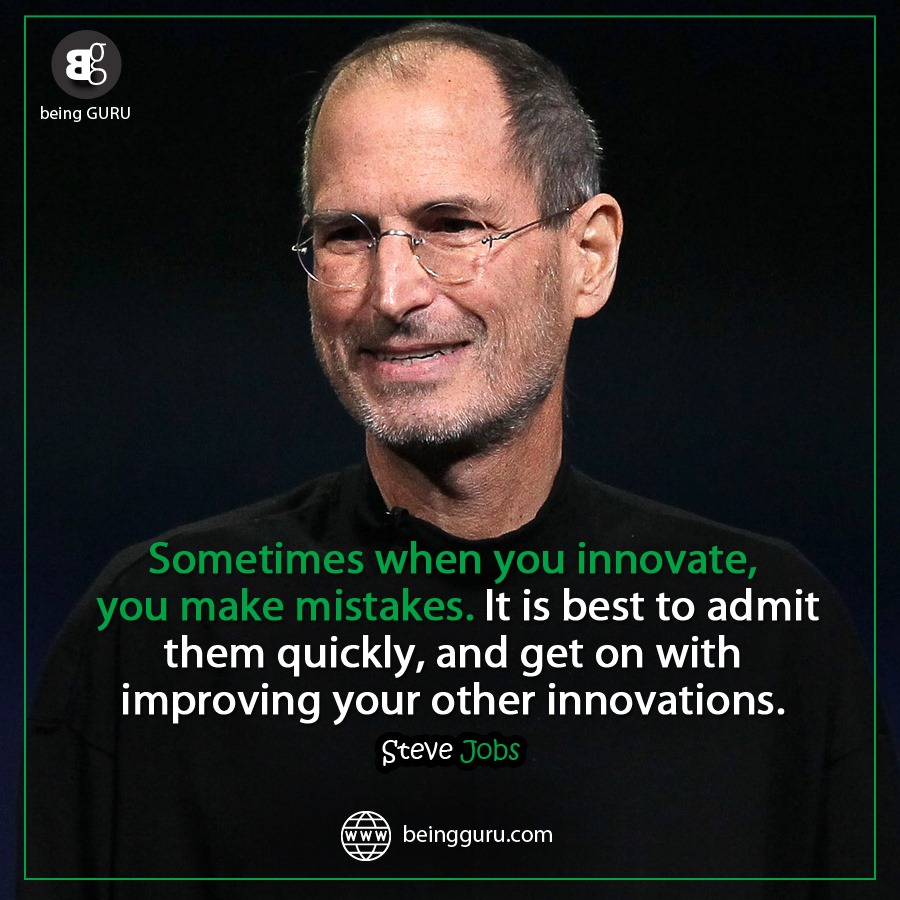 Bg
being GURU
Sometimes when you innovate,
you make mistakes. It is best to admit
them quickly, and get on with
improving your other innovations.
Steve Jobs
www
beingguru.com